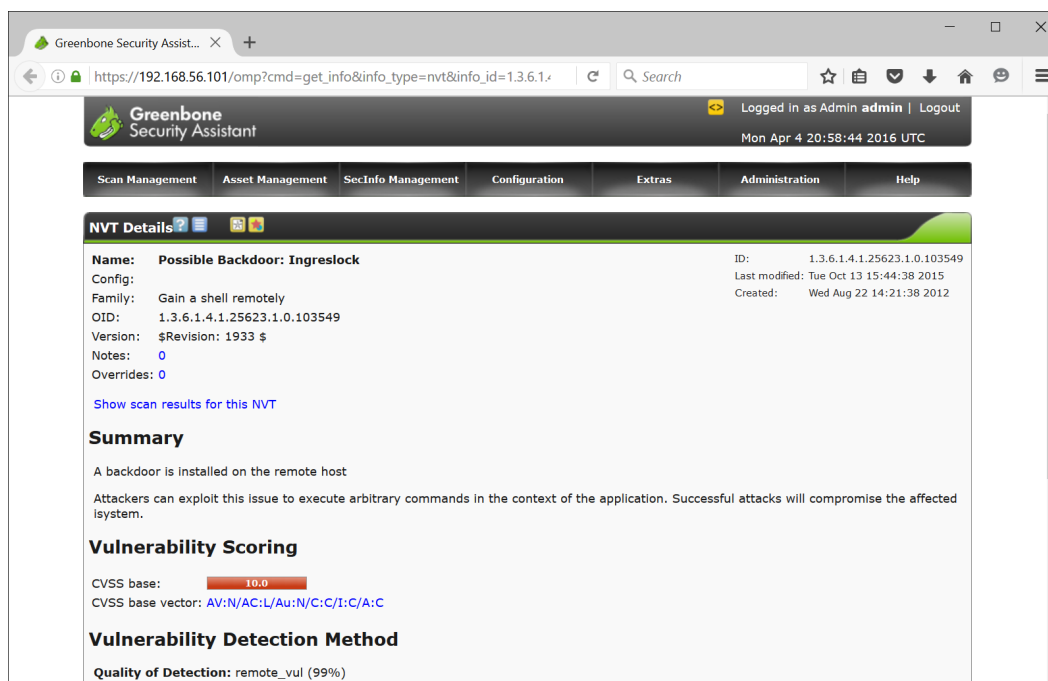 Greenbone Security Assist...
https://192.168.56.101/omp?cmd=get_info&info_type=nvt&info_id=1.3.6.1.4
Search
Greenbone
Security Assistant
Logged in as Admin admin | Logout
Mon Apr 4 20:58:44 2016 UTC
Scan Management Asset Management SecInfo Management Configuration Extras Administration Help
NVT Details
Name: Possible Backdoor: Ingreslock
Config:
Family: Gain a shell remotely
OID: 1.3.6.1.4.1.25623.1.0.103549
Version: $Revision: 1933 $
Notes: 0
Overrides: 0
ID: 1.3.6.1.4.1.25623.1.0.103549
Last modified: Tue Oct 13 15:44:38 2015
Created: Wed Aug 22 14:21:38 2012
Show scan results for this NVT
Summary
A backdoor is installed on the remote host
Attackers can exploit this issue to execute arbitrary commands in the context of the application. Successful attacks will compromise the affected
isystem.
Vulnerability Scoring
CVSS base: 10.0
CVSS base vector: AV:N/AC:L/Au:N/C:C/I:C/A:C
Vulnerability Detection Method
Quality of Detection: remote_vul (99%)